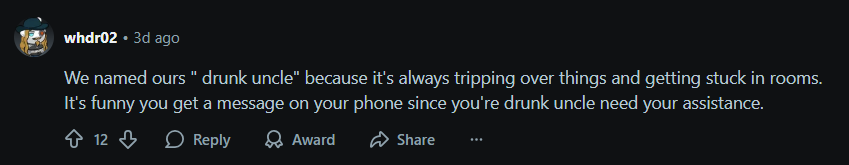 whdr02 • 3d ago
We named ours " drunk uncle" because it's always tripping over things and getting stuck in rooms.
It's funny you get a message on your phone since you're drunk uncle need your assistance.
12 Reply Award Share ...